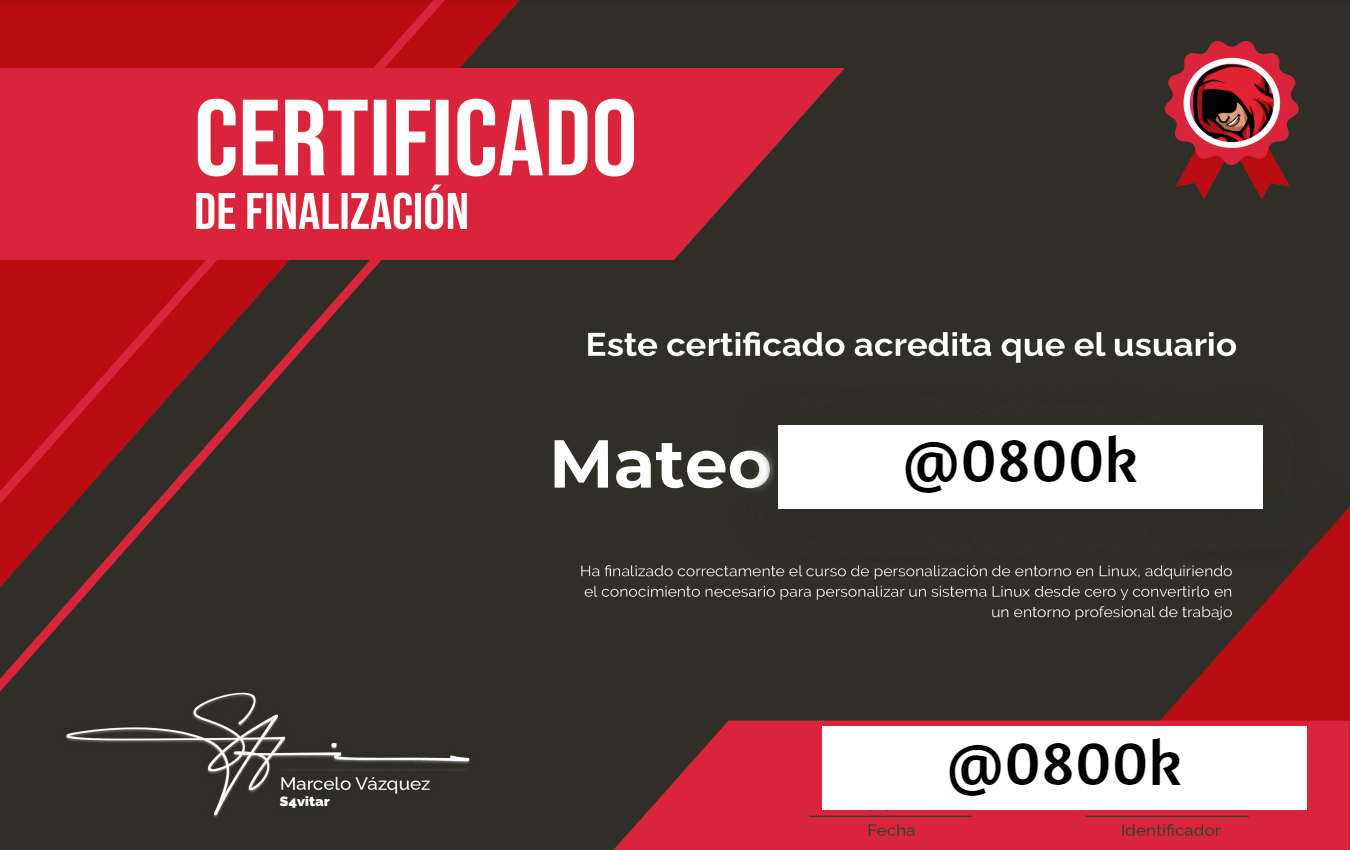 CERTIFICADO
DE FINALIZACIÓN
Este certificado acredita que el usuario
Mateo @0800k
Ha finalizado correctamente el curso de personalización de entorno en Linux, adquiriendo
el conocimiento necesario para personalizar un sistema Linux desde cero y convertirlo en
un entorno profesional de trabajo
Marcelo Vázquez
S4vitar
@0800k
Fecha
Identificador